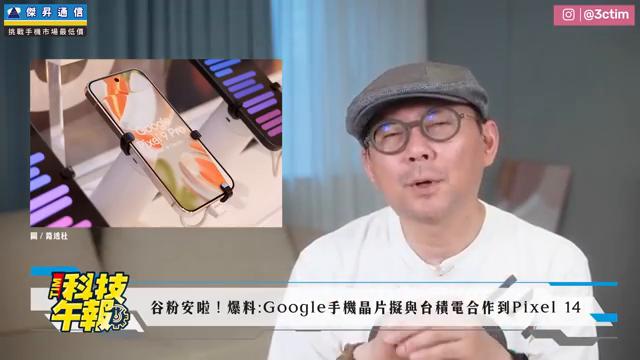 傑昇通信
挑戰手機市場最低價
@3ctim
Google
Pixel 9 Pro
圖 / 路透社
TIM
科技
午報
谷粉安啦！爆料:Google手機晶片擬與台積電合作到Pixel 14